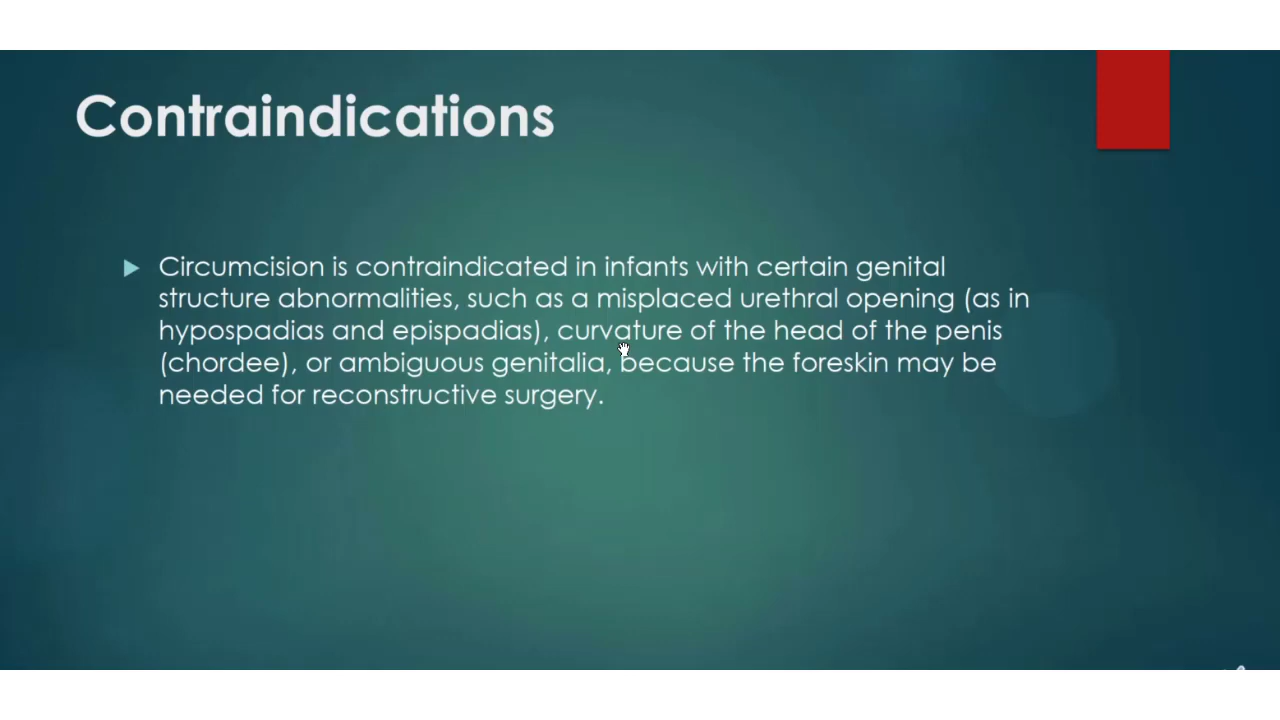 Contraindications
Circumcision is contraindicated in infants with certain genital
structure abnormalities, such as a misplaced urethral opening (as in
hypospadias and epispadias), curvature of the head of the penis
(chordee), or ambiguous genitalia, because the foreskin may be
needed for reconstructive surgery.